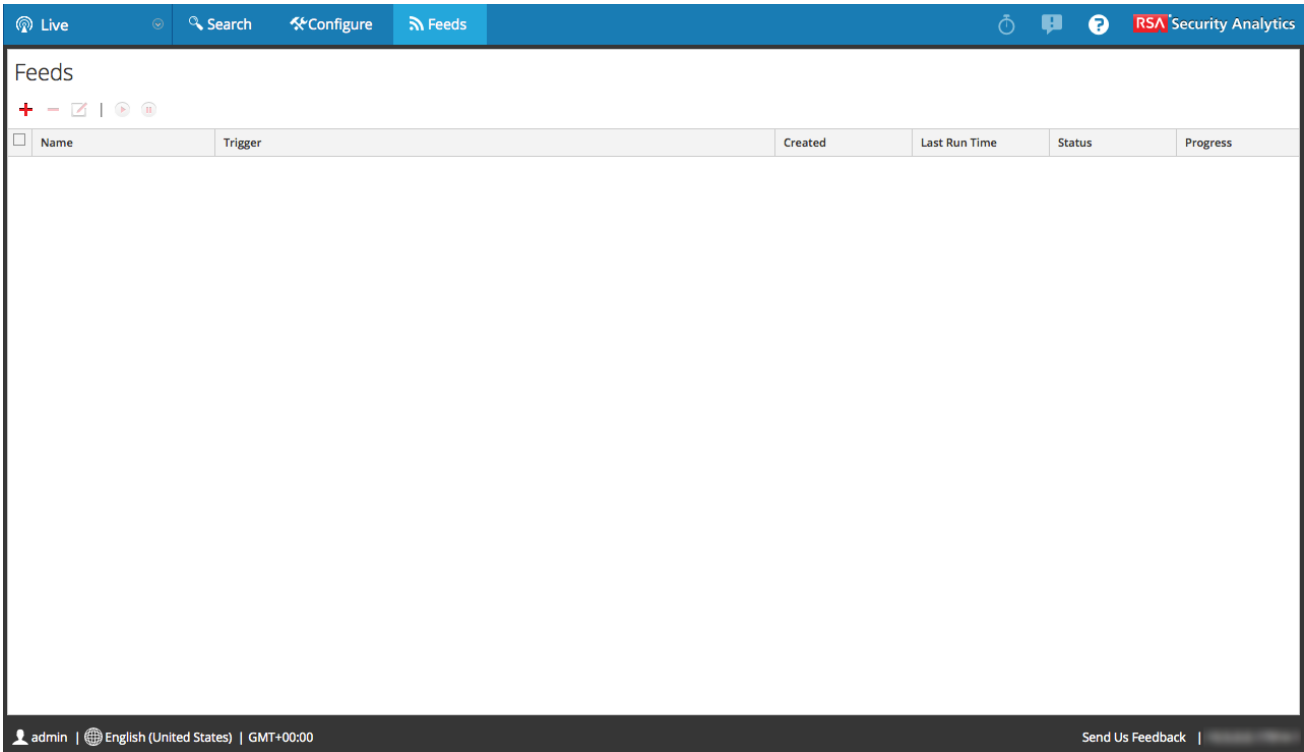 Live Search Configure Feeds RSA Security Analytics
Feeds
Name Trigger Created Last Run Time Status Progress
admin | English (United States) | GMT+00:00 Send Us Feedback |